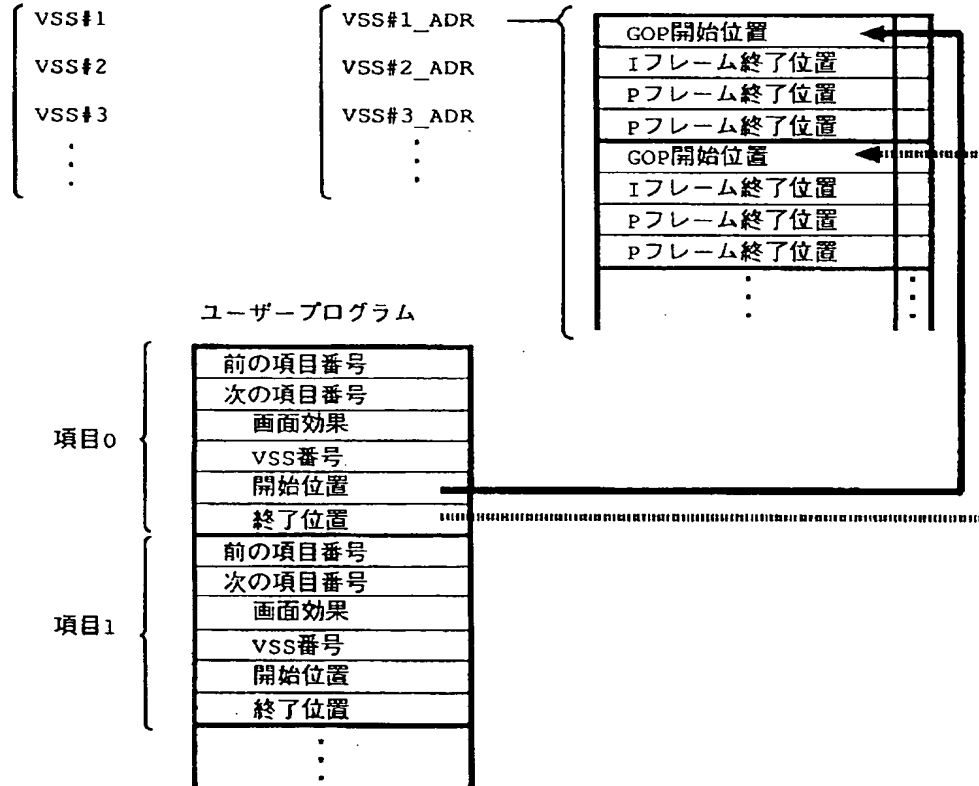 VSS#1
VSS#2
VSS#3
VSS#1_ADR
VSS#2_ADR
VSS#3_ADR
GOP開始位置
Iフレーム終了位置
Pフレーム終了位置
Pフレーム終了位置
GOP開始位置
Iフレーム終了位置
Pフレーム終了位置
Pフレーム終了位置
ユーザープログラム
項目0
前の項目番号
次の項目番号
画面効果
VSS番号
開始位置
終了位置
項目1
前の項目番号
次の項目番号
画面効果
VSS番号
開始位置
終了位置